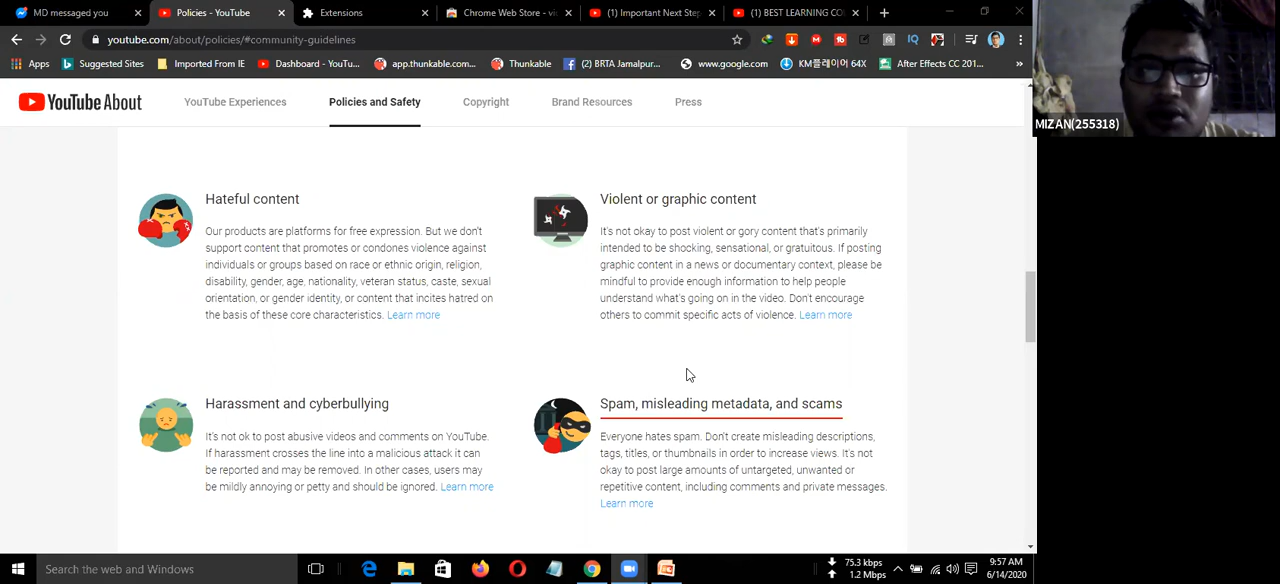 MD messaged you
Policies - YouTube
Extensions
Chrome Web Store - vi
(1) Important Next Step
(1) BEST LEARNING CO
youtube.com/about/policies/#community-guidelines
Apps
Suggested Sites
Imported From IE
Dashboard - YouTu...
app.thunkable.com...
Thunkable
(2) BRTA Jamalpur...
www.google.com
KM플레이어 64X
After Effects CC 201...
YouTube About
YouTube Experiences
Policies and Safety
Copyright
Brand Resources
Press
MIZAN(255318)
Hateful content
Our products are platforms for free expression. But we don't
support content that promotes or condones violence against
individuals or groups based on race or ethnic origin, religion,
disability, gender, age, nationality, veteran status, caste, sexual
orientation, or gender identity, or content that incites hatred on
the basis of these core characteristics. Learn more
Violent or graphic content
It's not okay to post violent or gory content that's primarily
intended to be shocking, sensational, or gratuitous. If posting
graphic content in a news or documentary context, please be
mindful to provide enough information to help people
understand what's going on in the video. Don't encourage
others to commit specific acts of violence. Learn more
Harassment and cyberbullying
It's not ok to post abusive videos and comments on YouTube.
If harassment crosses the line into a malicious attack it can
be reported and may be removed. In other cases, users may
be mildly annoying or petty and should be ignored. Learn more
Spam, misleading metadata, and scams
Everyone hates spam. Don't create misleading descriptions,
tags, titles, or thumbnails in order to increase views. It's not
okay to post large amounts of untargeted, unwanted or
repetitive content, including comments and private messages.
Learn more
Search the web and Windows
75.3 kbps
1.2 Mbps
9:57 AM
6/14/2020